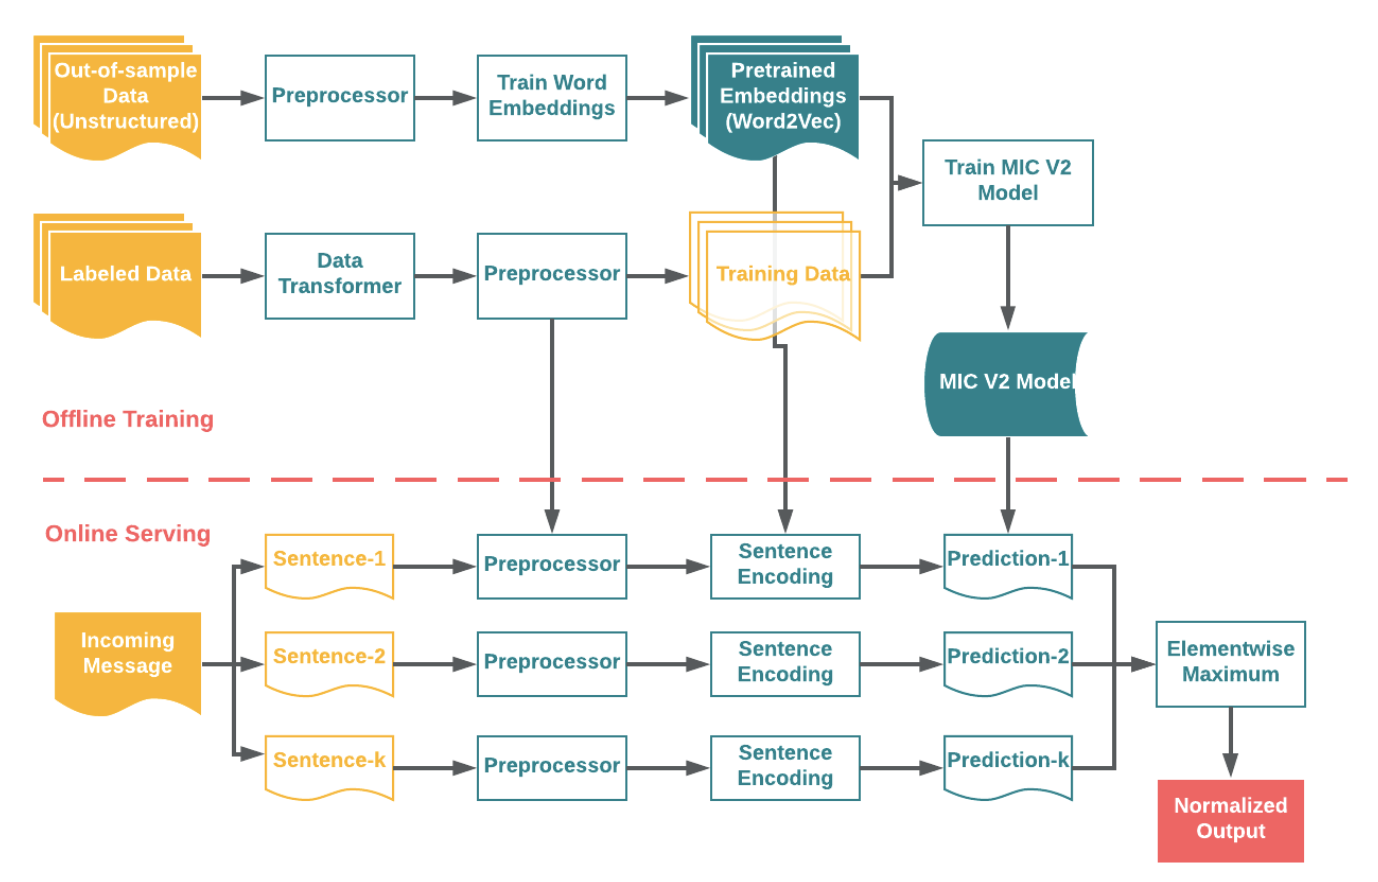 Out-of-sample
Data
(Unstructured)
Preprocessor
Train Word
Embeddings
Pretrained
Embeddings
(Word2Vec)
Train MIC V2
Model
Labeled Data
Data
Transformer
Preprocessor
Training Data
MIC V2 Model
Offline Training
Online Serving
Incoming
Message
Sentence-1
Preprocessor
Sentence
Encoding
Prediction-1
Sentence-2
Preprocessor
Sentence
Encoding
Prediction-2
Sentence-k
Preprocessor
Sentence
Encoding
Prediction-k
Elementwise
Maximum
Normalized
Output